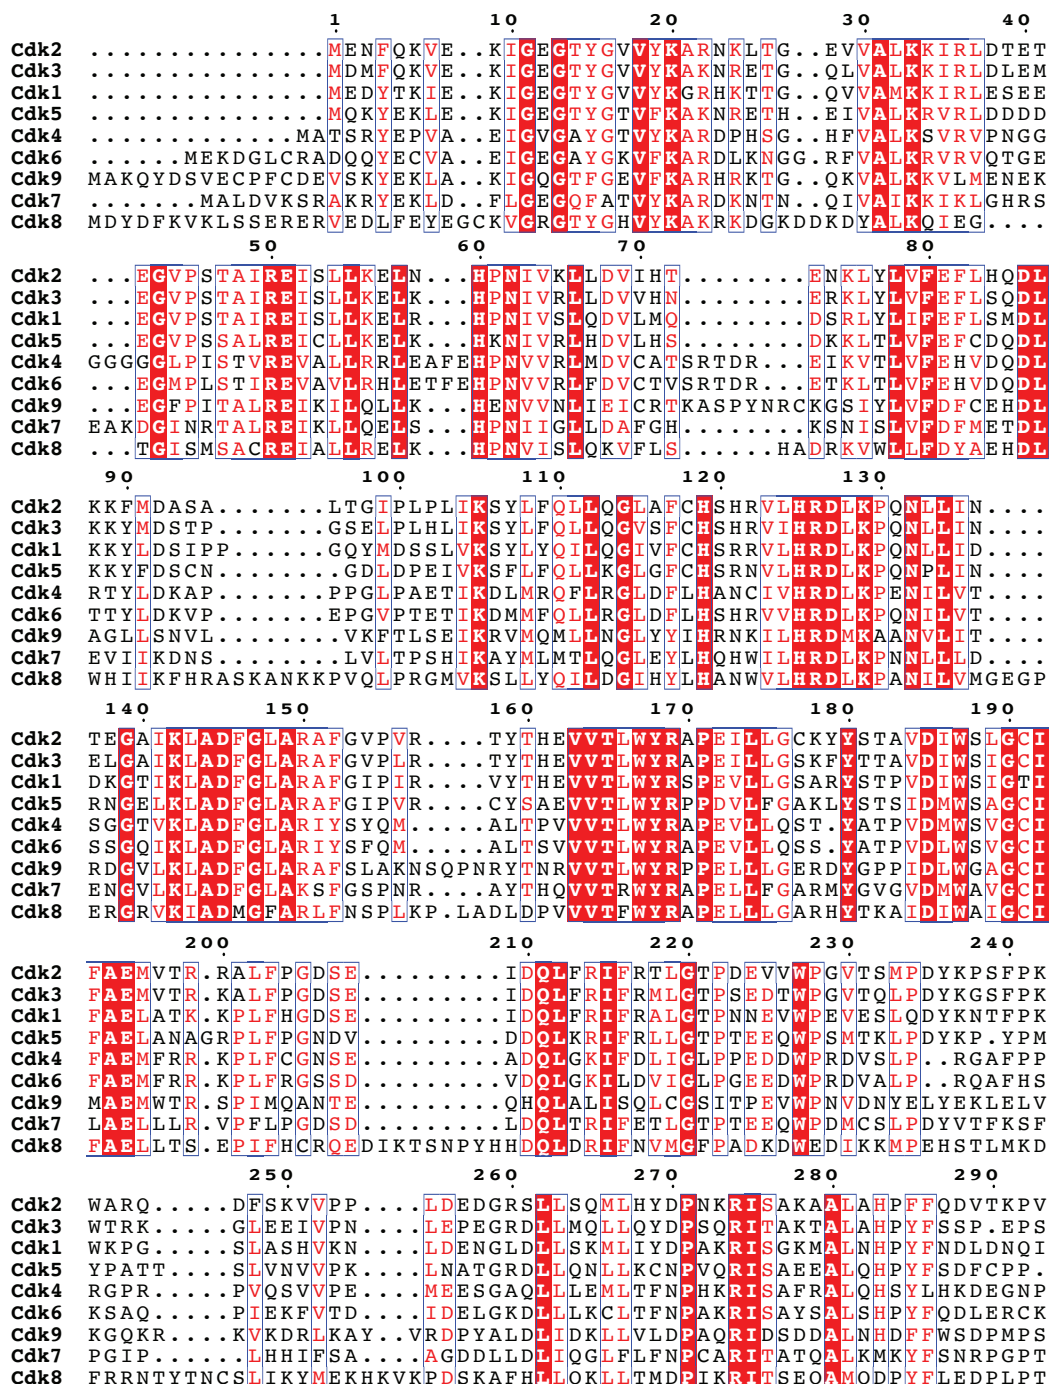 1 10 20 30 40
Cdk2 ...............MENFQKVE..KIGEGTYGVVYKARNKLTG..EVVALKKIRLDTET
Cdk3 ...............MDMFQKVE..KIGEGTYGVVYKAKNRETG..QLVALKKIRLDLEM
Cdk1 ...............MEDYTKIE..KIGEGTYGVVYKGRHKTTG..QVVAMKKIRLESEE
Cdk5 ...............MQKYEKLE..KIGEGTYGTVFKAKNRETH..EIVALKRVRLDDDD
Cdk4 .............MATSRYEPVA..EIGVGAYGTVYKARDPHSG..HFVALKSVRVPNGG
Cdk6 ......MEKDGLCRADQQYECVA..EIGEGAYGKVFKARDLKNGG.RFVALKRVRVQTGE
Cdk9 MAKQYDSVECPFCDEVSKYEKLA..KIGQGTFGEVFKARHRKTG..QKVALKKVLMENEK
Cdk7 .......MALDVKSRAKRYEKLD..FLGEGQFATVYKARDKNTN..QIVAIKKIKLGHRS
Cdk8 MDYDFKVKLSSERERVEDLFEYEGCKVGRGTYGHVYKAKRKDGKDDKDYALKQIEG....
50 60 70 80
Cdk2 ...EGVPSTAIREISLLKELN...HPNIVKLLDVIHT........ENKLYLVFEFLHQDL
Cdk3 ...EGVPSTAIREISLLKELK...HPNIVRLLDVVHN........ERKLYLVFEFLSQDL
Cdk1 ...EGVPSTAIREISLLKELR...HPNIVSLQDVLMQ........DSRLYLIFEFLSMDL
Cdk5 ...EGVPSSALREICLLKELK...HKNIVRLHDVLHS........DKKLTLVFEFCDQDL
Cdk4 GGGGGLPISTVREVALLRRLEAFEHPNVVRLMDVCATSRTDR...EIKVTLVFEHVDQDL
Cdk6 ...EGMPLSTIREVAVLRHLETFEHPNVVRLFDVCTVSRTDR...ETKLTLVFEHVDQDL
Cdk9 ...EGFPITALREIKILQLLK...HENVVNLIEICRTKASPYNRCKGSIYLVFDFCEHDL
Cdk7 EAKDGINRTALREIKLLQELS...HPNIIGLLDAFGH........KSNISLVFDFMETDL
Cdk8 ...TGISMSACREIALLRELK...HPNVISLQKVFLS......HADRKVWLLFDYAEHDL
90 100 110 120 130
Cdk2 KKFMDASA.......LTGIPLPLIKSYLFQLLQGLAFCHSHRVLHRDLKPQNLLIN....
Cdk3 KKYMDSTP.......GSELPLHLIKSYLFQLLQGVSFCHSHRVIHRDLKPQNLLIN....
Cdk1 KKYLDSIPP......GQYMDSSLVKSYLYQILQGIVFCHSRRVLHRDLKPQNLLID....
Cdk5 KKYFDSCN........GDLDPEIVKSFLFQLLKGLGFCHSRNVLHRDLKPQNPLIN....
Cdk4 RTYLDKAP.......PPGLPAETIKDLMRQFLRGLDFLHANCIVHRDLKPENILVT....
Cdk6 TTYLDKVP.......EPGVPTETIKDMMFQLLRGLDFLHSHRVVHRDLKPQNILVT....
Cdk9 AGLLSNVL........VKFTLSEIKRVMQMLLNGLYYIHRNKILHRDMKAANVLIT....
Cdk7 EVIIKDNS........LVLTPSHIKAYMLMTLQGLEYLHQHWILHRDLKPNNLLLD....
Cdk8 WHIIKFHRASKANKKPVQLPRGMVKSLLYQILDGIHYLHANWVLHRDLKPANILVMGEGP
140 150 160 170 180 190
Cdk2 TEGAIKLADFGLARAFGVPVR....TYTHEVVTLWYRAPEILLGCKYYSTAVDIWSLGCI
Cdk3 ELGAIKLADFGLARAFGVPLR....TYTHEVVTLWYRAPEILLGSKFYTTAVDIWSIGCI
Cdk1 DKGTIKLADFGLARAFGIPIR....VYTHEVVTLWYRSPEVLLGSARYSTPVDIWSIGTI
Cdk5 RNGELKLADFGLARAFGIPVR....CYSAEVVTLWYRPPDVLFGAKLYSTSIDMWSAGCI
Cdk4 SGGTVKLADFGLARIYSYQM.....ALTPVVVTLWYRAPEVLLQST.YATPVDMWSVGCI
Cdk6 SSGQIKLADFGLARIYSFQM.....ALTSVVVTLWYRAPEVLLQSS.YATPVDLWSVGCI
Cdk9 RDGVLKLADFGLARAFSLAKNSQPNRYTNRVVTLWYRPPELLLGERDYGPPIDLWGAGCI
Cdk7 ENGVLKLADFGLAKSFGSPNR....AYTHQVVTRWYRAPELLFGARMYGVGVDMWAVGCI
Cdk8 ERGRVKIADMGFARLFNSPLKP.LADLDPVVVTFWYRAPELLLGARHYTKAIDIWAIGCI
200 210 220 230 240
Cdk2 FAEMVTR.RALFPGDSE.........IDQLFRIFRTLGTPDEVVWPGVTSMPDYKPSFPK
Cdk3 FAEMVTR.KALFPGDSE.........IDQLFRIFRMLGTPSEDTWPGVTQLPDYKGSFPK
Cdk1 FAELATK.KPLFHGDSE.........IDQLFRIFRALGTPNNEVWPEVESLQDYKNTFPK
Cdk5 FAELANAGRPLFPGNDV.........DDQLKRIFRLLGTPTEEQWPSMTKLPDYKP.YPM
Cdk4 FAEMFRR.KPLFCGNSE.........ADQLGKIFDLIGLPPEDDWPRDVSLP..RGAFPP
Cdk6 FAEMFRR.KPLFRGSSD.........VDQLGKILDVIGLPGEEDWPRDVALP..RQAFHS
Cdk9 MAEMWTR.SPIMQANTE.........QHQLALISQLCGSITPEVWPNVDNYELYEKLELV
Cdk7 LAELLLR.VPFLPGDSD.........LDQLTRIFETLGTPTEEQWPDMCSLPDYVTFKSF
Cdk8 FAELLTS.EPIFHCRQEDIKTSNPYHHDQLDRIFNVMGFPADKDWEDIKKMPEHSTLMKD
250 260 270 280 290
Cdk2 WARQ.....DFSKVVPP....LDEDGRSLLSQMLHYDPNKRISAKAALAHPFFQDVTKPV
Cdk3 WTRK.....GLEEIVPN....LEPEGRDLLMQLLQYDPSQRITAKTALAHPYFSSP.EPS
Cdk1 WKPG.....SLASHVKN....LDENGLDLLSKMLIYDPAKRISGKMALNHPYFNDLDNQI
Cdk5 YPATT....SLVNVVPK....LNATGRDLLQNLLKCNPVQRISAEEALQHPYFSDFCPP.
Cdk4 RGPR.....PVQSVVPE....MEESGAQLLLEMLTFNPHKRISAFRALQHSYLHKDEGNP
Cdk6 KSAQ.....PIEKFVTD....IDELGKDLLLKCLTFNPAKRISAYSALSHPYFQDLERCK
Cdk9 KGQKR....KVKDRLKAY..VRDPYALDLIDKLLVLDPAQRIDSDDALNHDFFWSDPMPS
Cdk7 PGIP......LHHIFSA....AGDDLLDLIQGLFLFNPCARITATQALKMKYFSNRPGPT
Cdk8 FRRNTYTNCSLIKYMEKHKVKPDSKAFHLLQKLLTMDPIKRITSEQAMQDPYFLEDPLPT